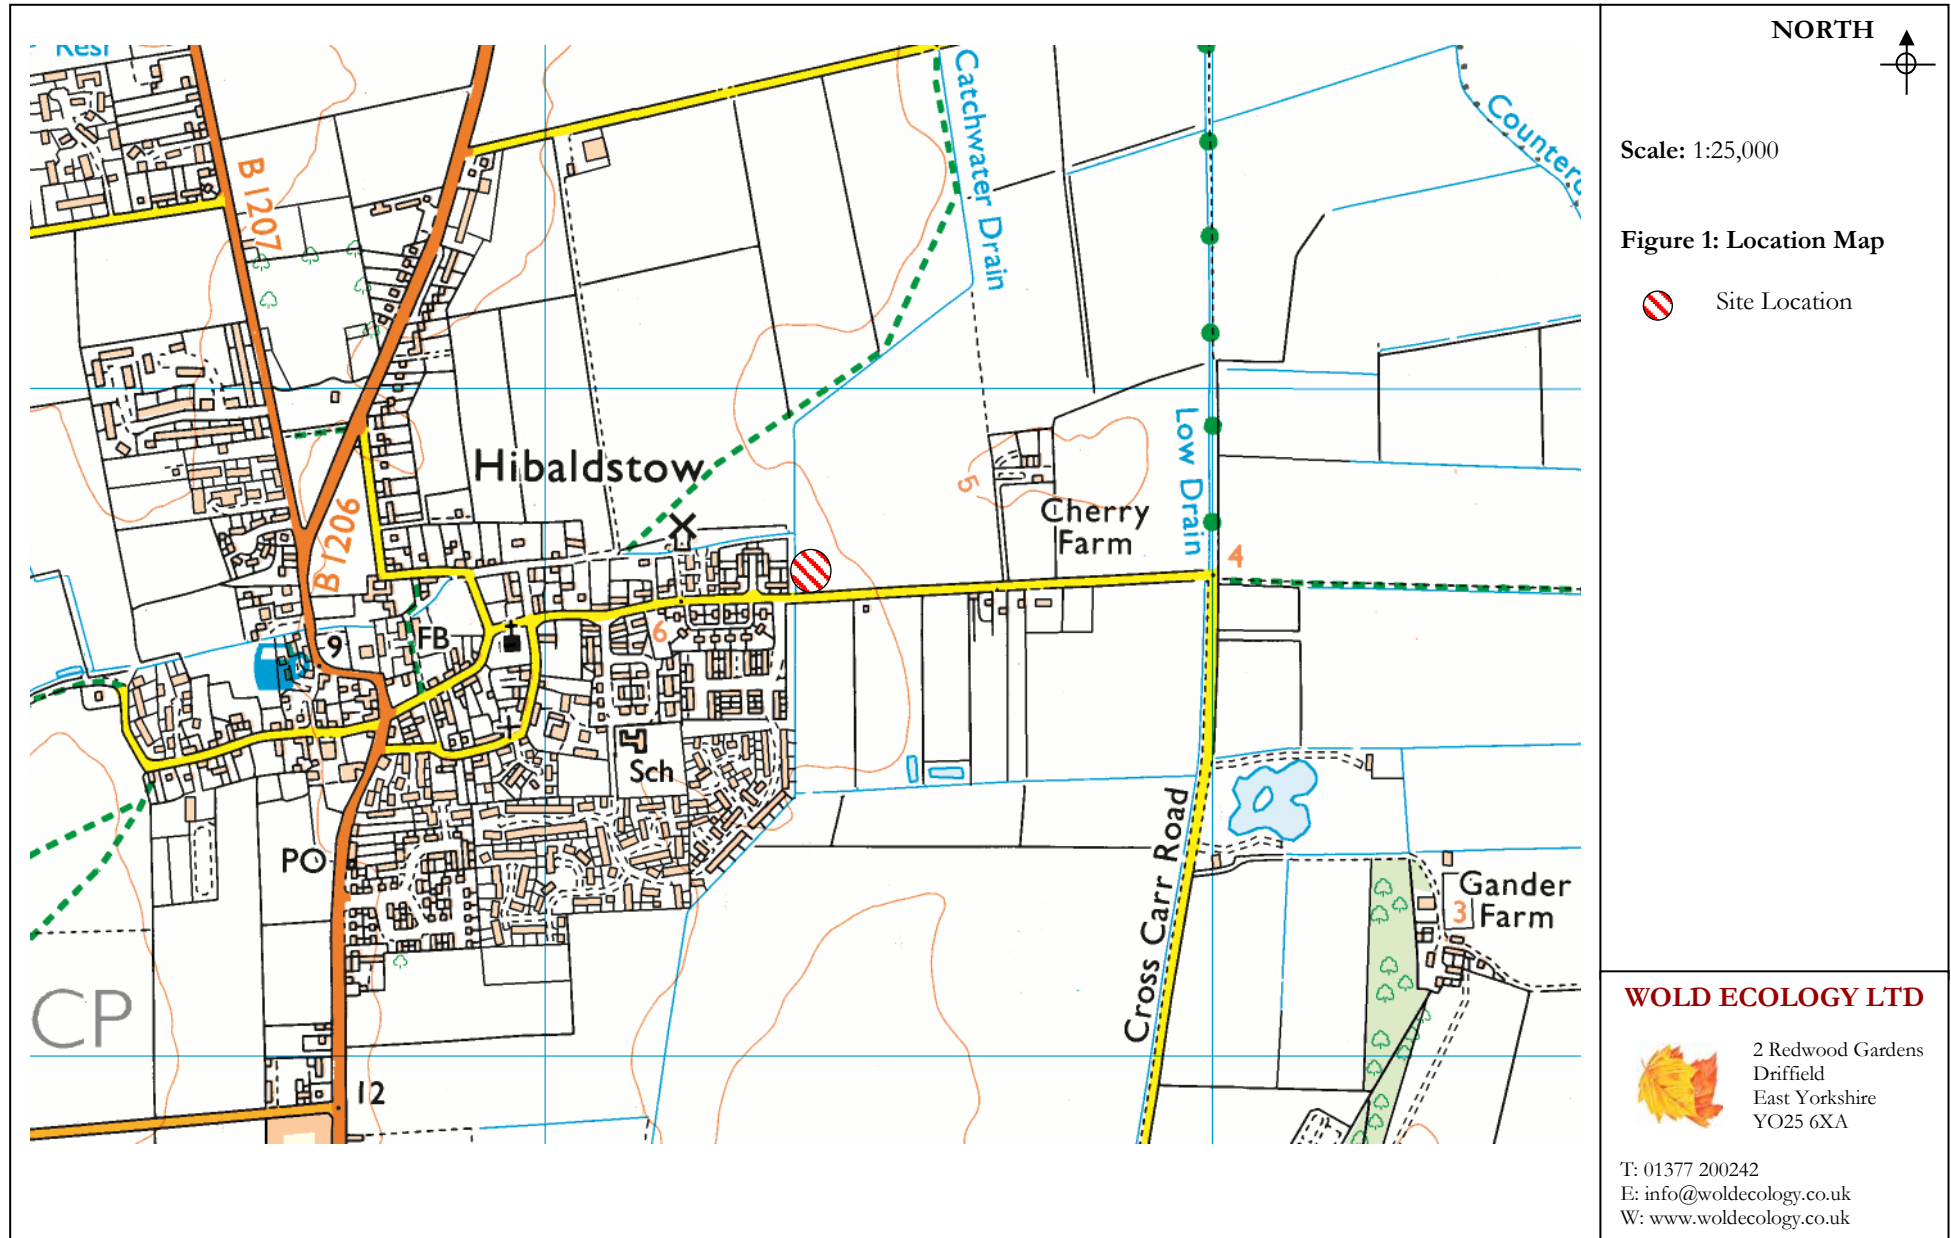 Resr
B 1207
B 1206
Catchwater Drain
Hibaldstow
5
Cherry
Farm
Low Drain
4
9
FB
6
Sch
PO
Cross Carr Road
Gander
Farm
3
CP
12
NORTH
Scale: 1:25,000
Figure 1: Location Map
Site Location
WOLD ECOLOGY LTD
2 Redwood Gardens
Driffield
East Yorkshire
YO25 6XA
T: 01377 200242
E: info@woldecology.co.uk
W: www.woldecology.co.uk